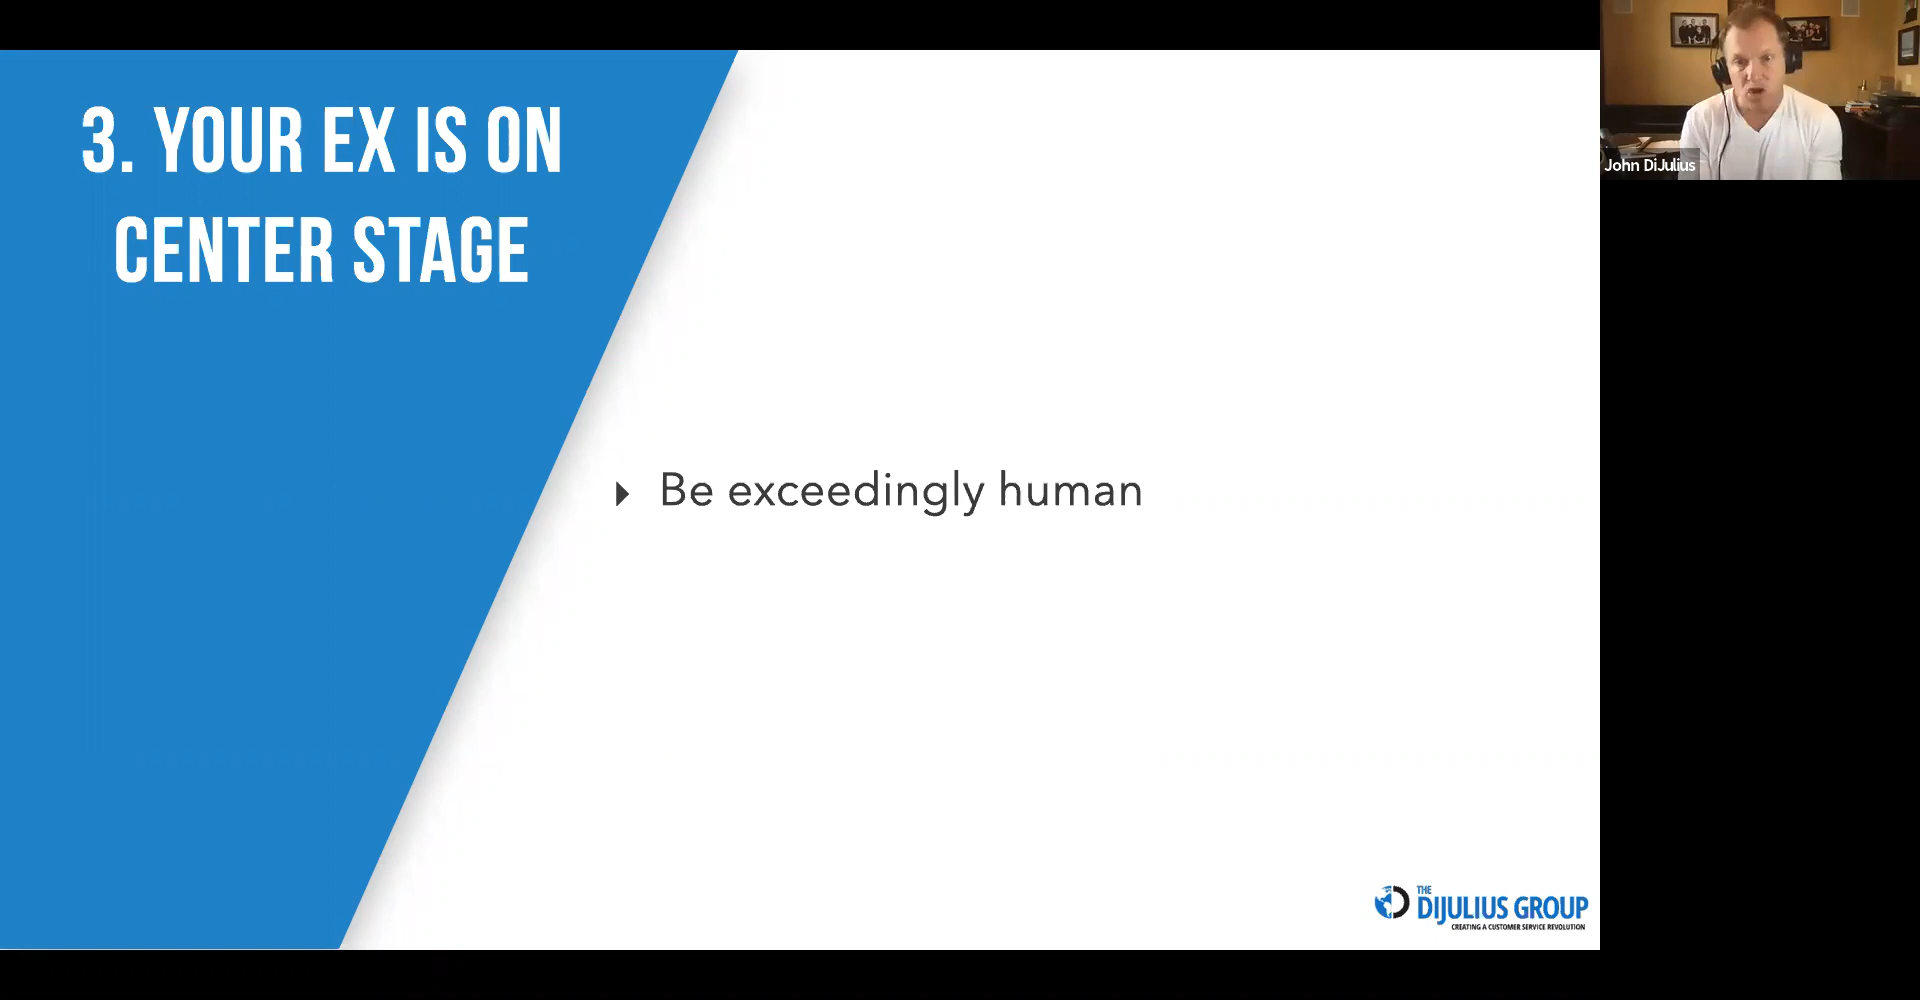 3. YOUR EX IS ON
CENTER STAGE
Be exceedingly human
John DiJulius
THE
DIJULIUS GROUP
CREATING A CUSTOMER SERVICE REVOLUTION